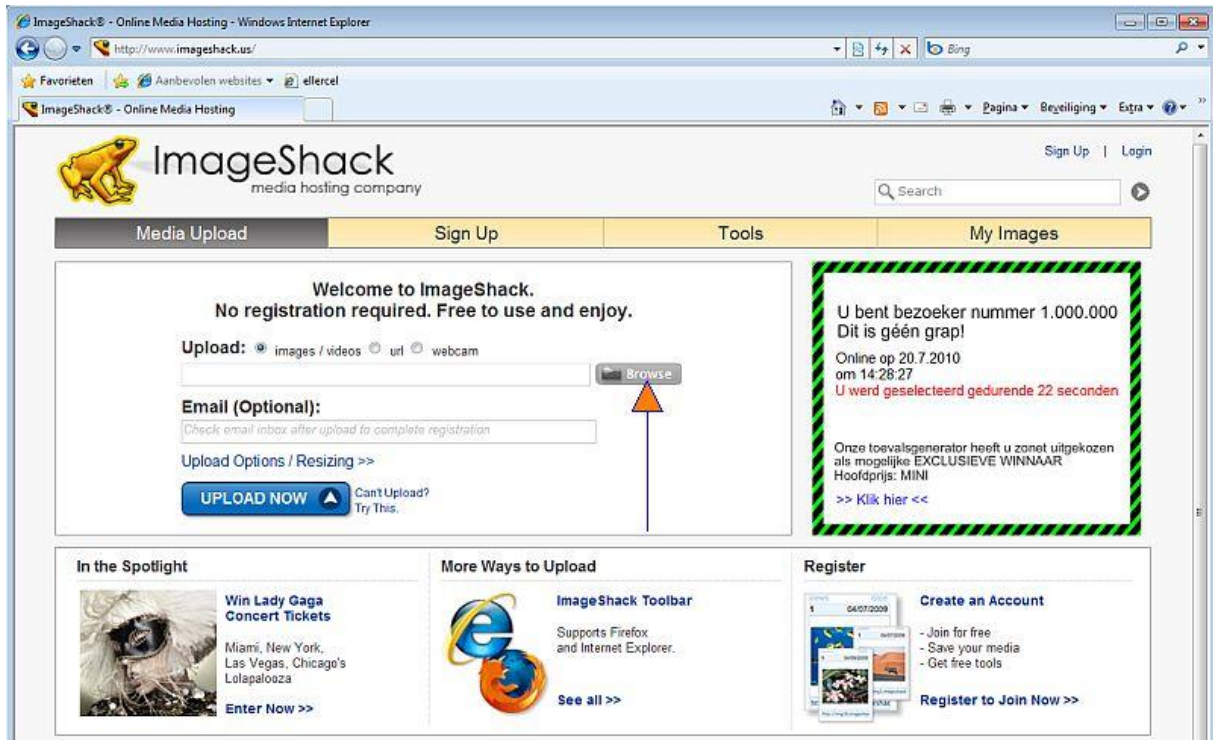 ImageShack® - Online Media Hosting - Windows Internet Explorer
http://www.imageshack.us/
Bing
Favorieten
Aanbevolen websites
ellercel
ImageShack® - Online Media Hosting
Pagina
Beveiliging
Extra
Sign Up | Login
ImageShack
media hosting company
Search
Media Upload
Sign Up
Tools
My Images
Welcome to ImageShack.
No registration required. Free to use and enjoy.
Upload: images / videos url webcam
Browse
Email (Optional):
Check email inbox after upload to complete registration
Upload Options / Resizing >>
UPLOAD NOW
Can't Upload?
Try This.
U bent bezoeker nummer 1.000.000
Dit is géén grap!
Online op 20.7.2010
om 14:28:27
U werd geselecteerd gedurende 22 seconden
Onze toevalsgenerator heeft u zonet uitgekozen
als mogelijke EXCLUSIEVE WINNAAR
Hoofdprijs: MINI
>> Klik hier <<
In the Spotlight
Win Lady Gaga
Concert Tickets
Miami, New York,
Las Vegas, Chicago's
Lolapalooza
Enter Now >>
More Ways to Upload
ImageShack Toolbar
Supports Firefox
and Internet Explorer.
See all >>
Register
04/07/2009
Create an Account
- Join for free
- Save your media
- Get free tools
Register to Join Now >>